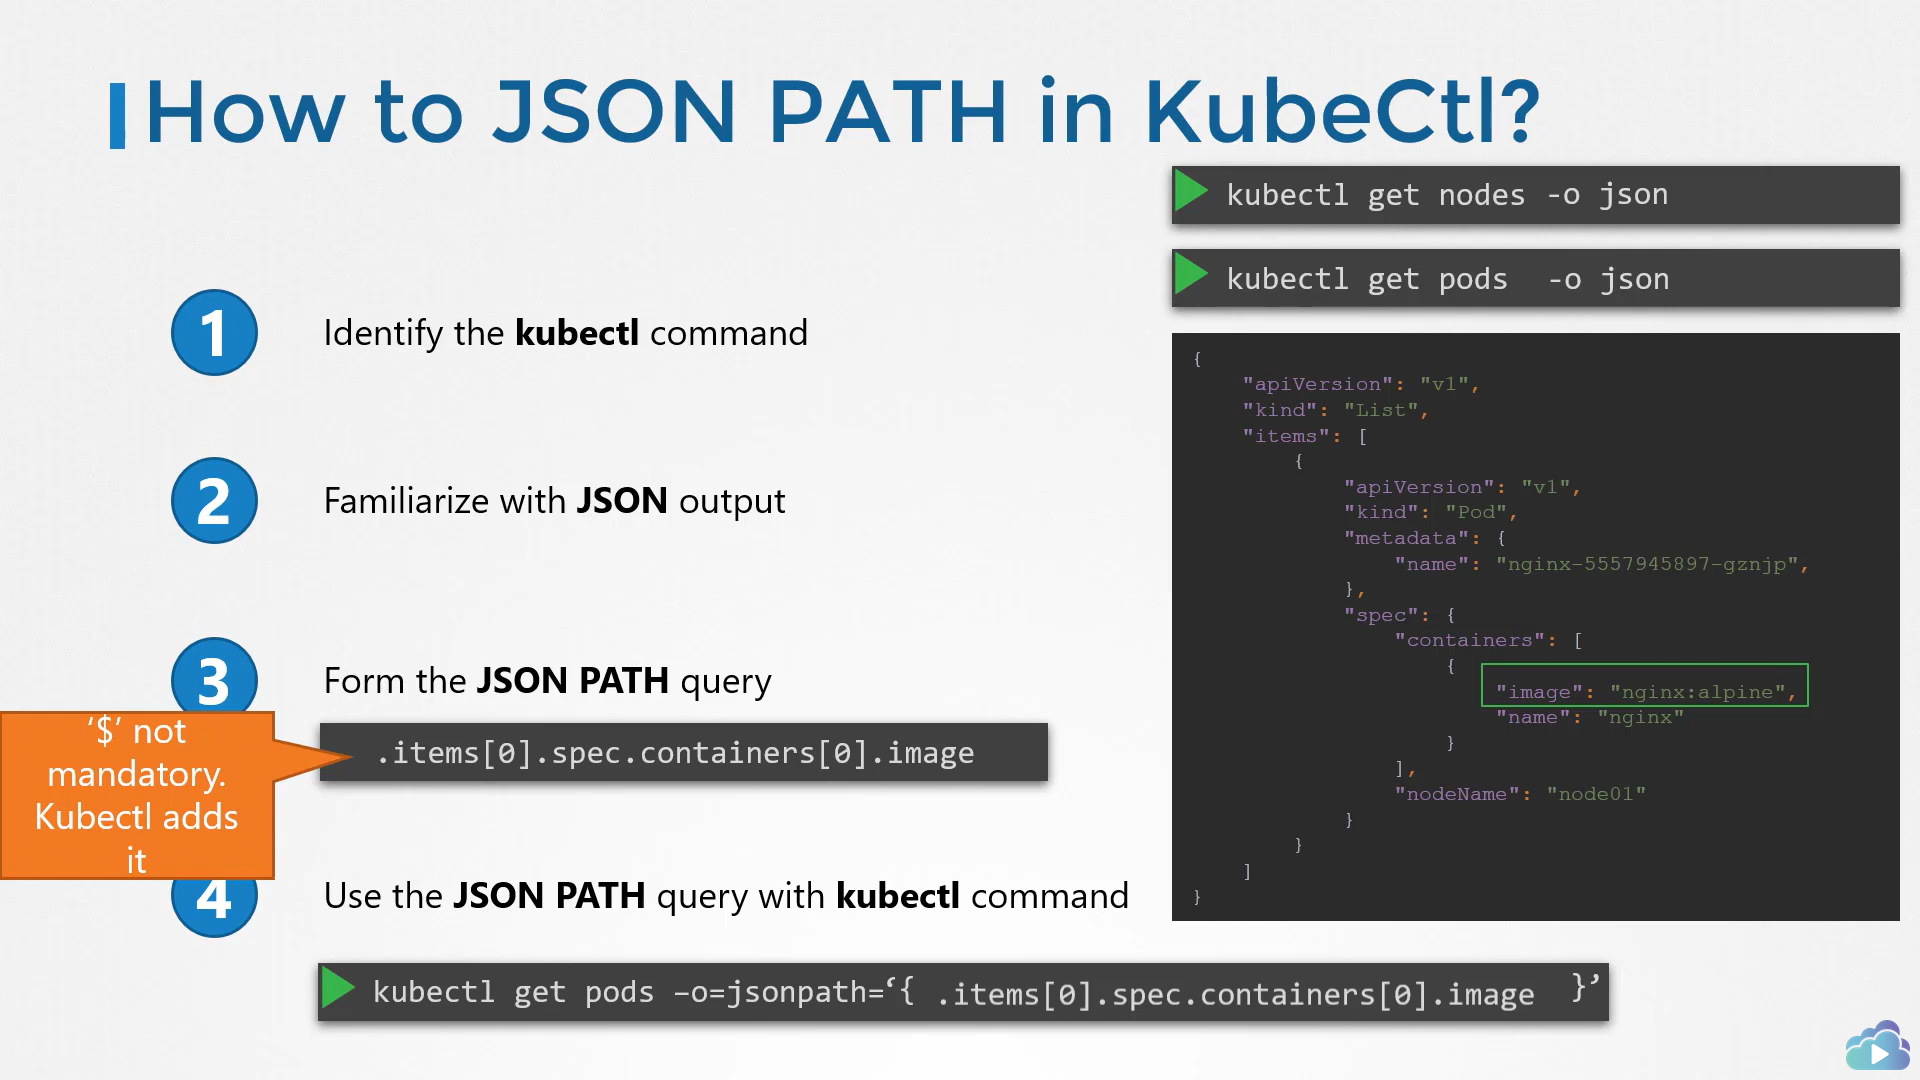 How to JSON PATH in KubeCtl?
kubectl get nodes -o json
kubectl get pods  -o json
1
Identify the kubectl command
2
Familiarize with JSON output
3
Form the JSON PATH query
‘$‘ not
mandatory.
Kubectl adds
it
.items[0].spec.containers[0].image
4
Use the JSON PATH query with kubectl command
kubectl get pods –o=jsonpath=‘{ .items[0].spec.containers[0].image }’
{
"apiVersion": "v1",
"kind": "List",
"items": [
{
"apiVersion": "v1",
"kind": "Pod",
"metadata": {
"name": "nginx-5557945897-gznjp",
},
"spec": {
"containers": [
{
"image": "nginx:alpine",
"name": "nginx"
}
],
"nodeName": "node01"
}
}
]
}